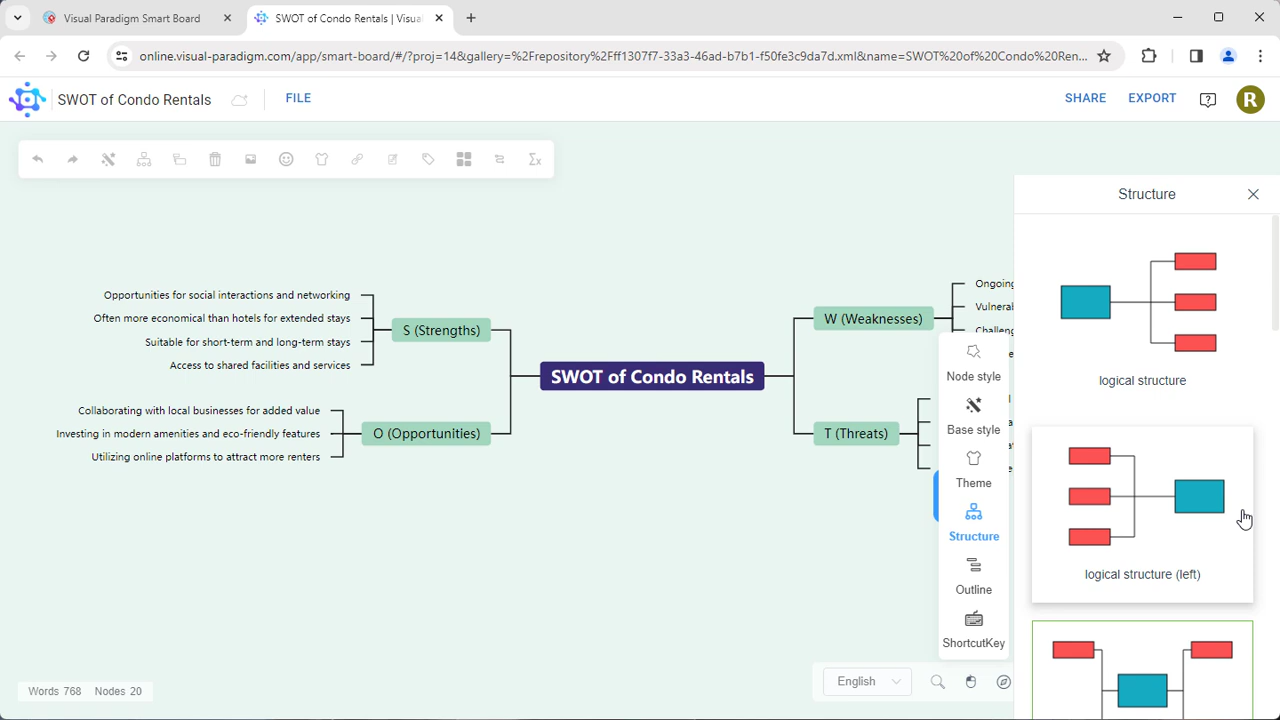 Visual Paradigm Smart Board
SWOT of Condo Rentals | Visua
online.visual-paradigm.com/app/smart-board/#/?proj=14&gallery=%2Frepository%2Fff1307f7-33a3-46ad-b7b1-f50fe3c9da7d.xml&name=SWOT%20of%20Condo%20Ren...
SWOT of Condo Rentals
FILE
SHARE
EXPORT
R
Structure
logical structure
logical structure (left)
Opportunities for social interactions and networking
Often more economical than hotels for extended stays
Suitable for short-term and long-term stays
Access to shared facilities and services
S (Strengths)
Collaborating with local businesses for added value
Investing in modern amenities and eco-friendly features
Utilizing online platforms to attract more renters
O (Opportunities)
SWOT of Condo Rentals
W (Weaknesses)
Ongoing
Vulneral
Challeng
T (Threats)
Node style
Base style
Theme
Structure
Outline
ShortcutKey
English
Words 768 Nodes 20